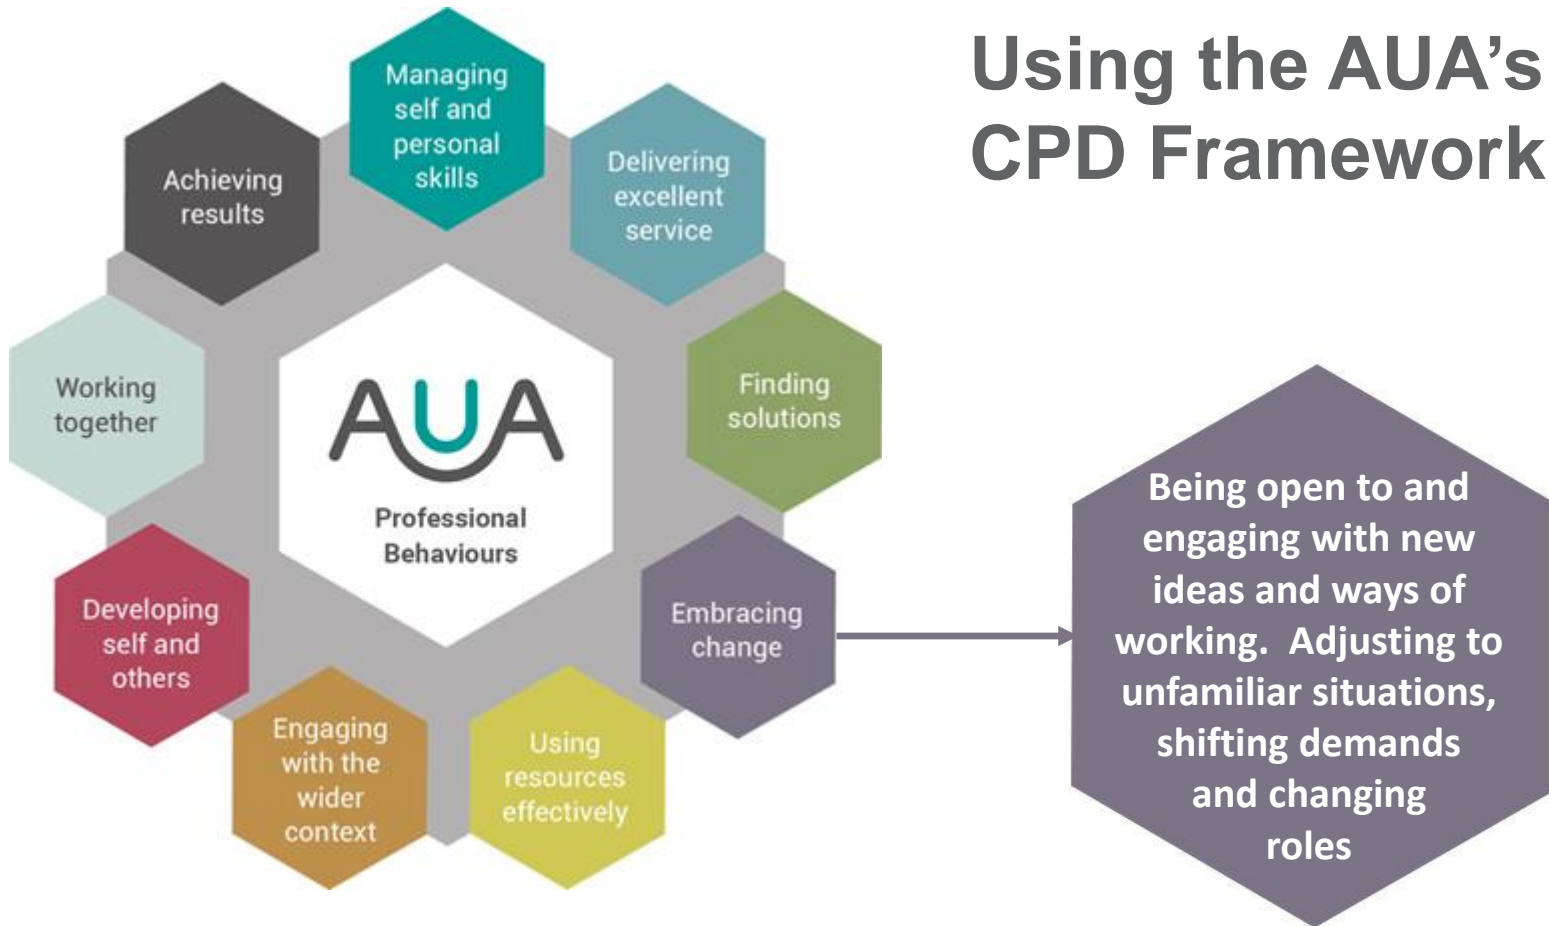 Using the AUA's
CPD Framework
Managing
self and
personal
skills
Delivering
excellent
service
Finding
solutions
Embracing
change
Using
resources
effectively
Engaging
with the
wider
context
Developing
self and
others
Working
together
Achieving
results
AUA
Professional
Behaviours
Being open to and
engaging with new
ideas and ways of
working.  Adjusting to
unfamiliar situations,
shifting demands
and changing
roles